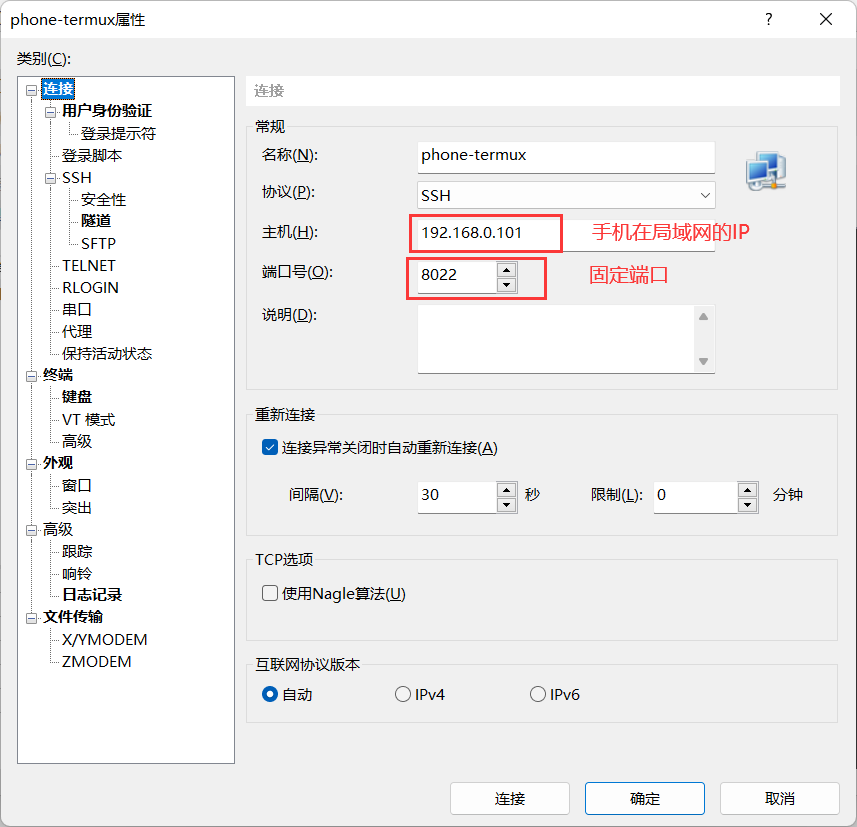 phone-termux属性
?
类别(C):
连接
用户身份验证
登录提示符
登录脚本
SSH
安全性
隧道
SFTP
TELNET
RLOGIN
串口
代理
保持活动状态
终端
键盘
VT 模式
高级
外观
窗口
突出
高级
跟踪
响铃
日志记录
文件传输
X/YMODEM
ZMODEM
连接
常规
名称(N): phone-termux
协议(P): SSH
主机(H): 192.168.0.101 手机在局域网的IP
端口号(O): 8022 固定端口
说明(D):
重新连接
连接异常关闭时自动重新连接(A)
间隔(V): 30 秒 限制(L): 0 分钟
TCP选项
使用Nagle算法(U)
互联网协议版本
自动 IPv4 IPv6
连接 确定 取消